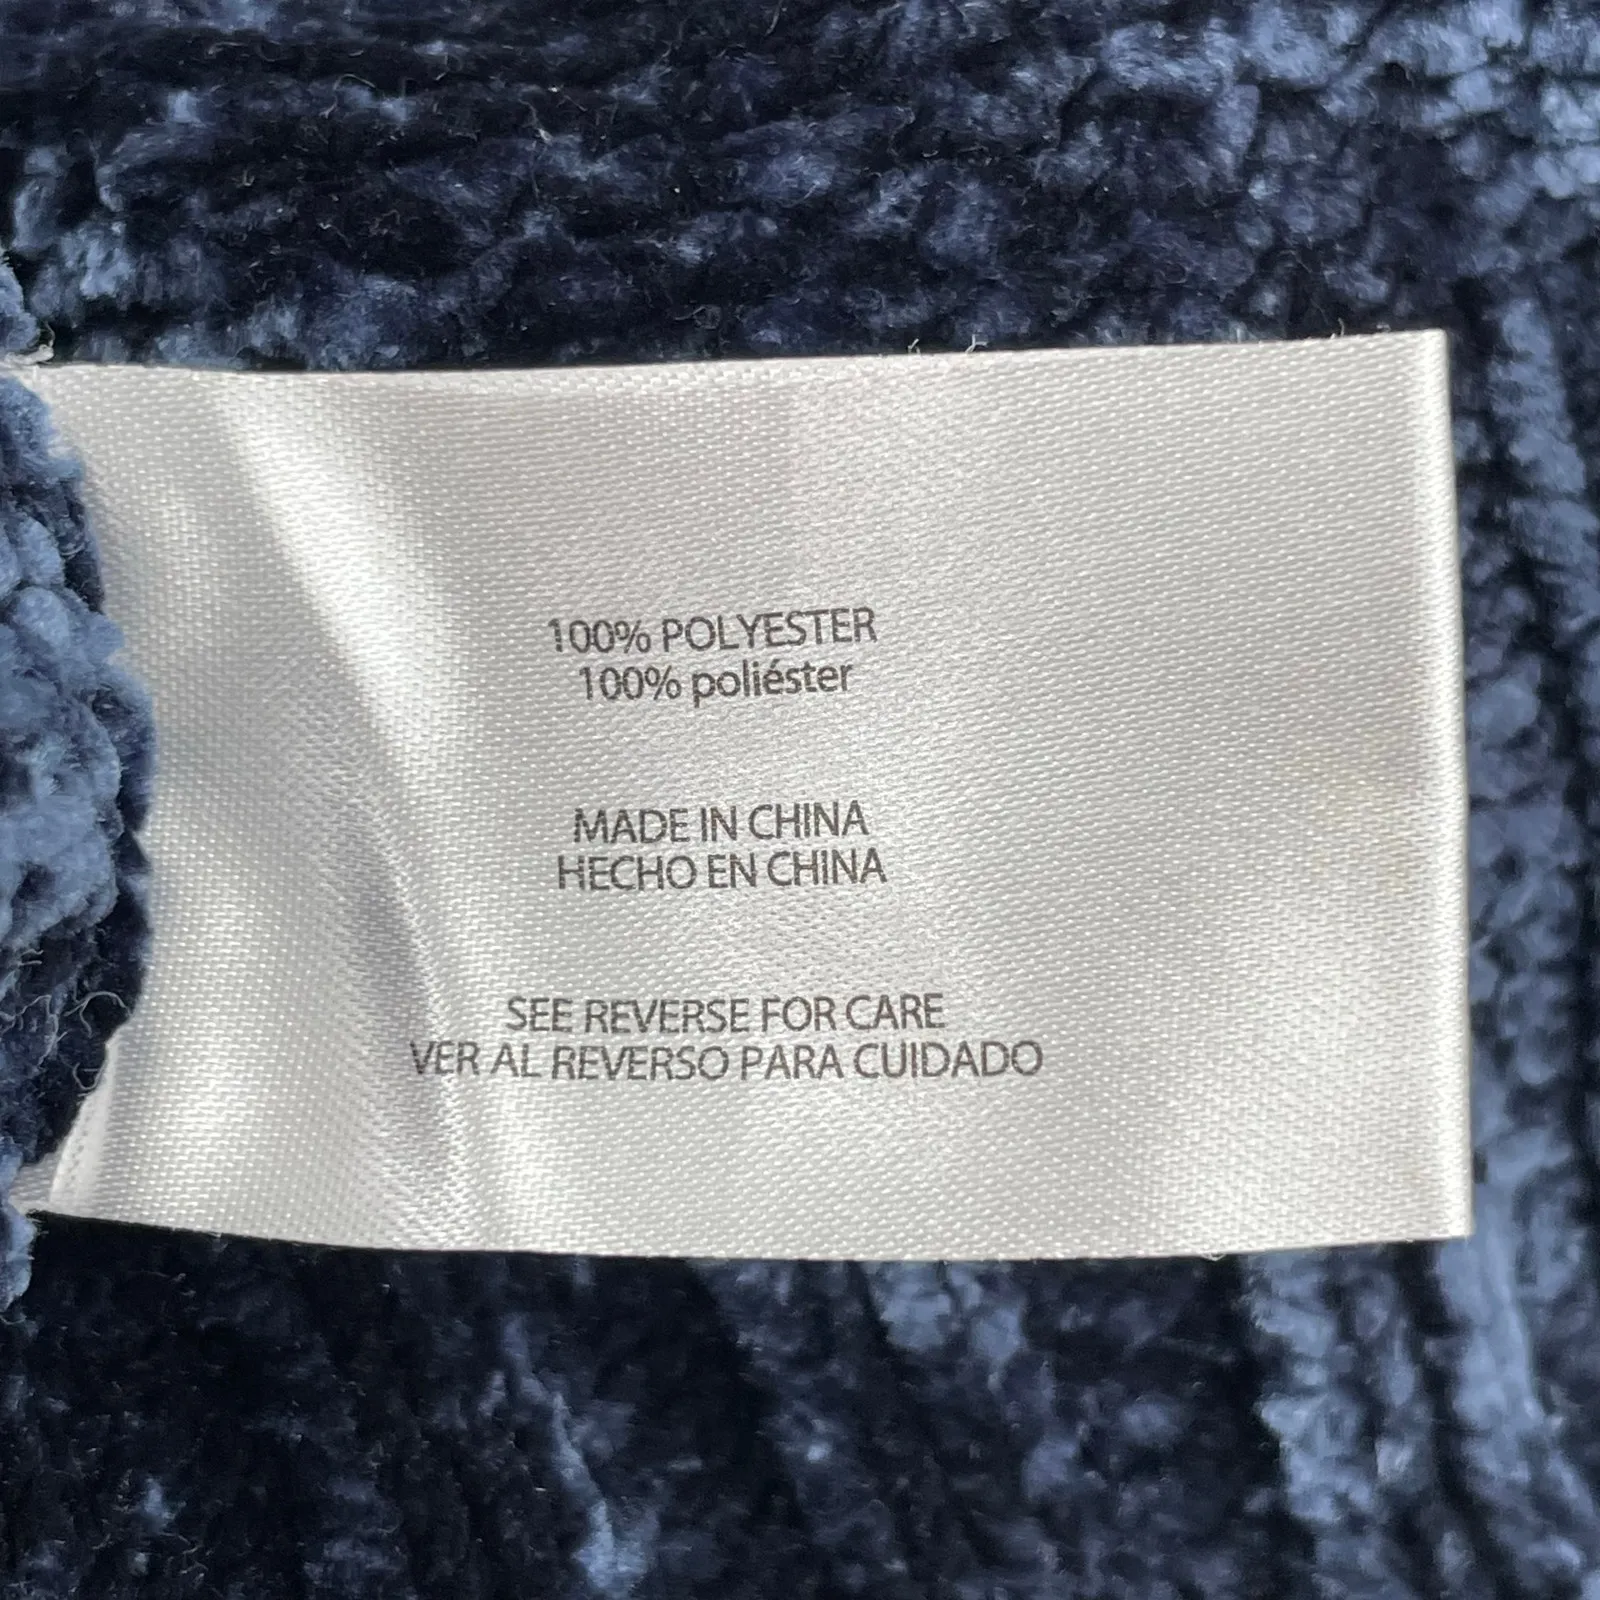 100% POLYESTER
100% poliéster
MADE IN CHINA
HECHO EN CHINA
SEE REVERSE FOR CARE
VER AL REVERSO PARA CUIDADO